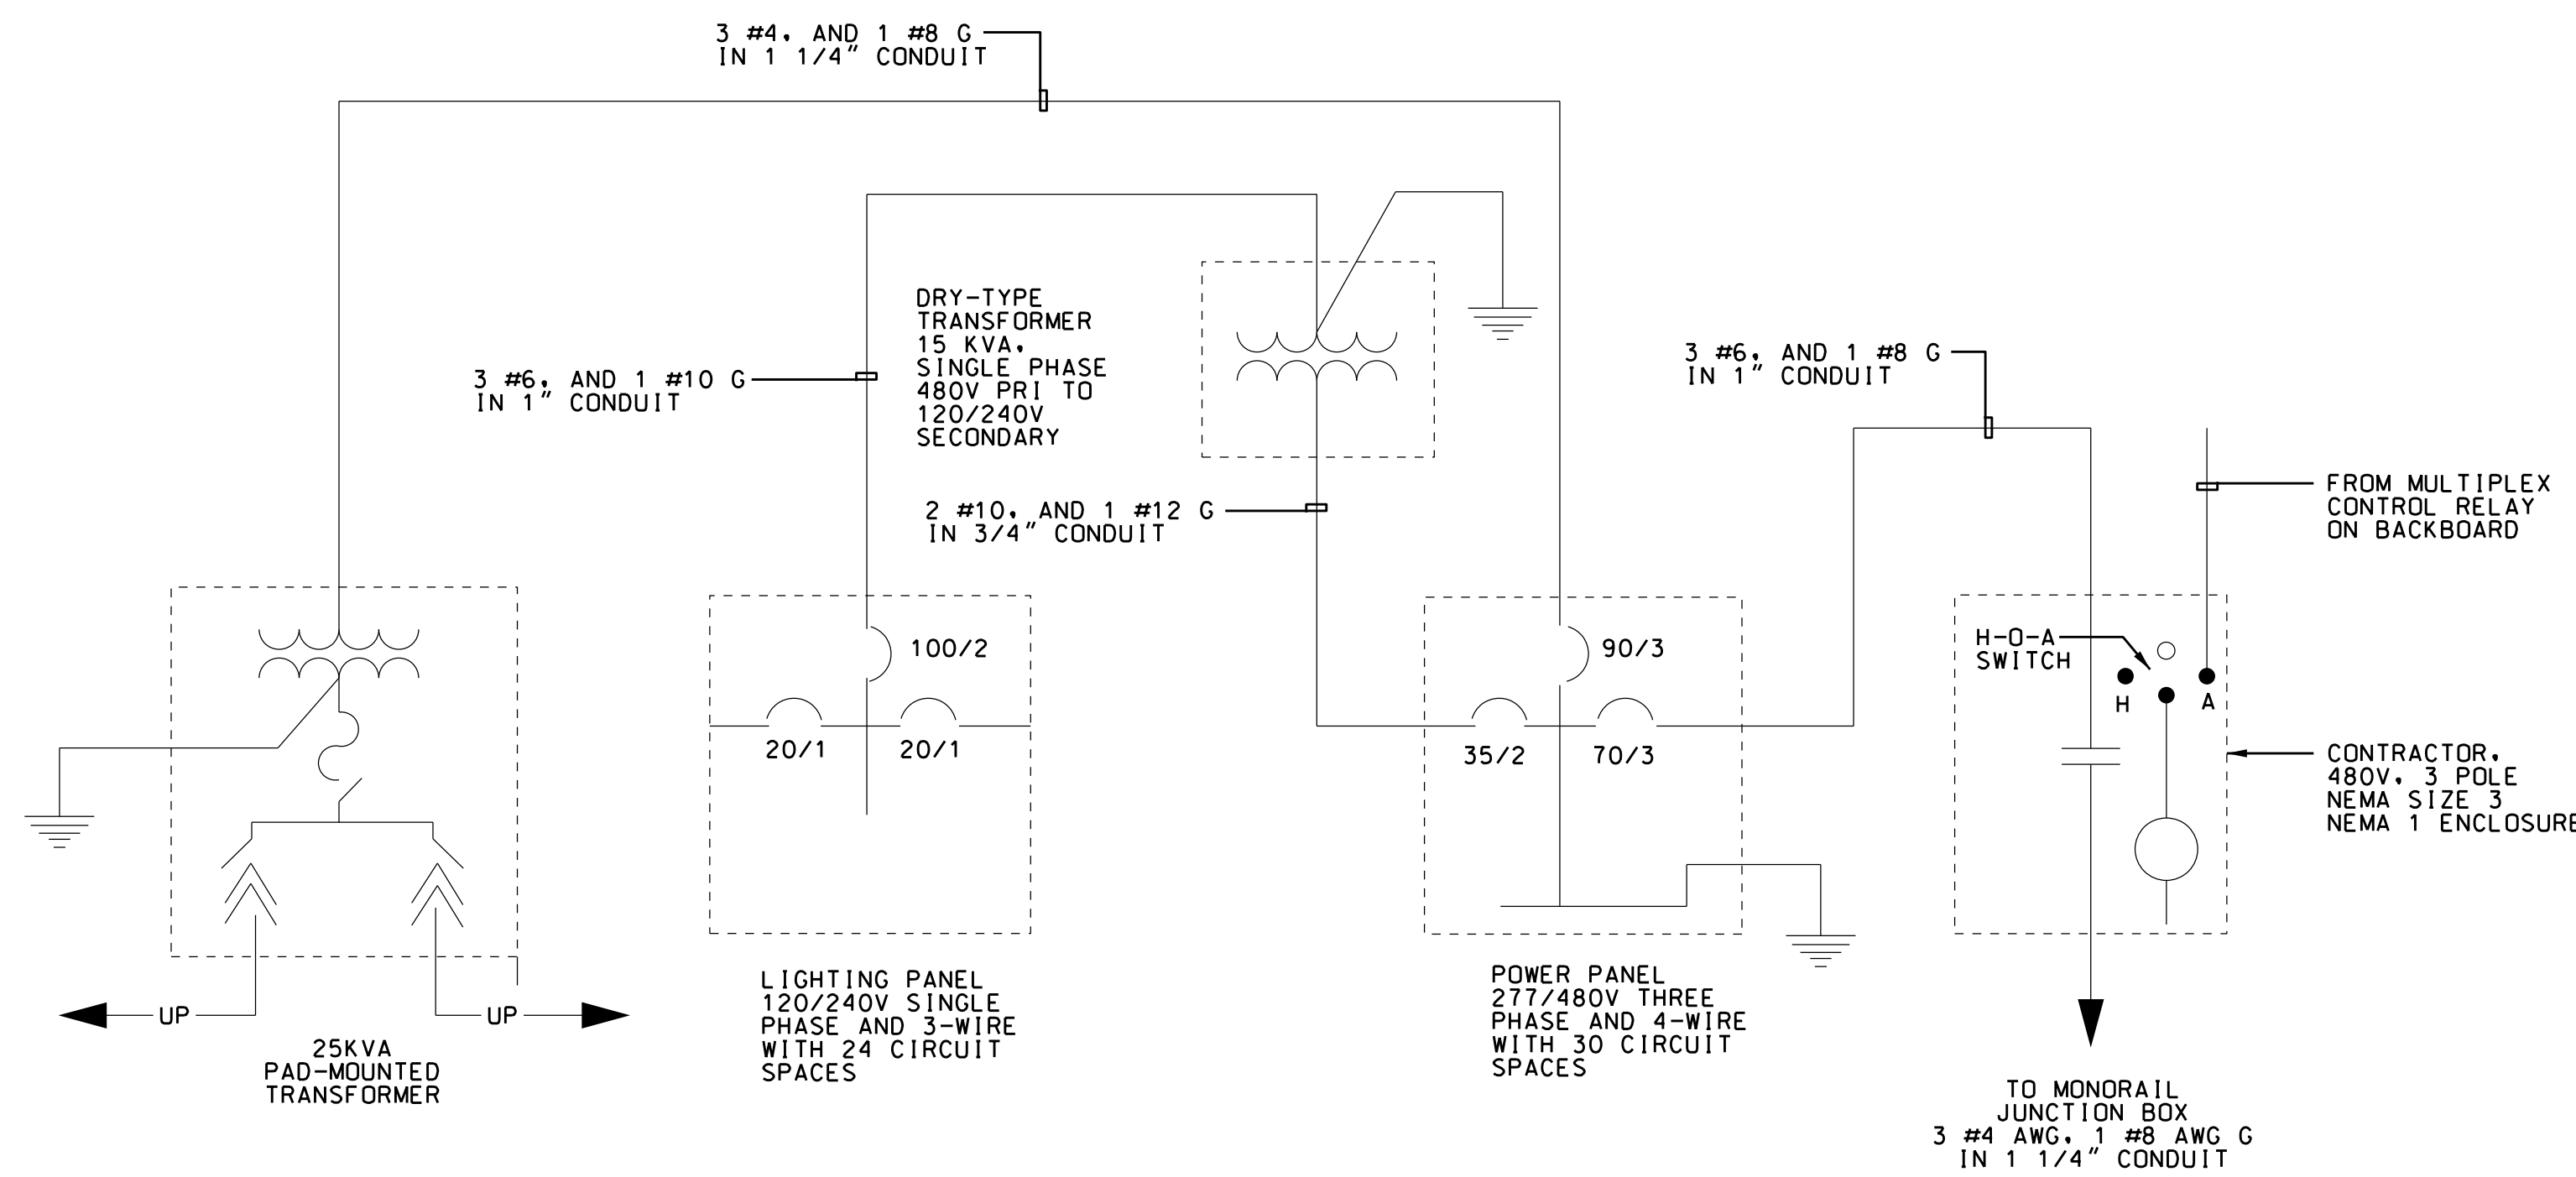 3 #4, AND 1 #8 G
IN 1 1/4" CONDUIT
DRY-TYPE
TRANSFORMER
15 KVA,
SINGLE PHASE
480V PRI TO
120/240V
SECONDARY
3 #6, AND 1 #10 G
IN 1" CONDUIT
3 #6, AND 1 #8 G
IN 1" CONDUIT
2 #10, AND 1 #12 G
IN 3/4" CONDUIT
FROM MULTIPLEX
CONTROL RELAY
ON BACKBOARD
100/2
20/1
20/1
90/3
35/2
70/3
H-O-A
SWITCH
H
A
CONTRACTOR,
480V, 3 POLE
NEMA SIZE 3
NEMA 1 ENCLOSURE
UP
UP
25KVA
PAD-MOUNTED
TRANSFORMER
LIGHTING PANEL
120/240V SINGLE
PHASE AND 3-WIRE
WITH 24 CIRCUIT
SPACES
POWER PANEL
277/480V THREE
PHASE AND 4-WIRE
WITH 30 CIRCUIT
SPACES
TO MONORAIL
JUNCTION BOX
3 #4 AWG, 1 #8 AWG G
IN 1 1/4" CONDUIT